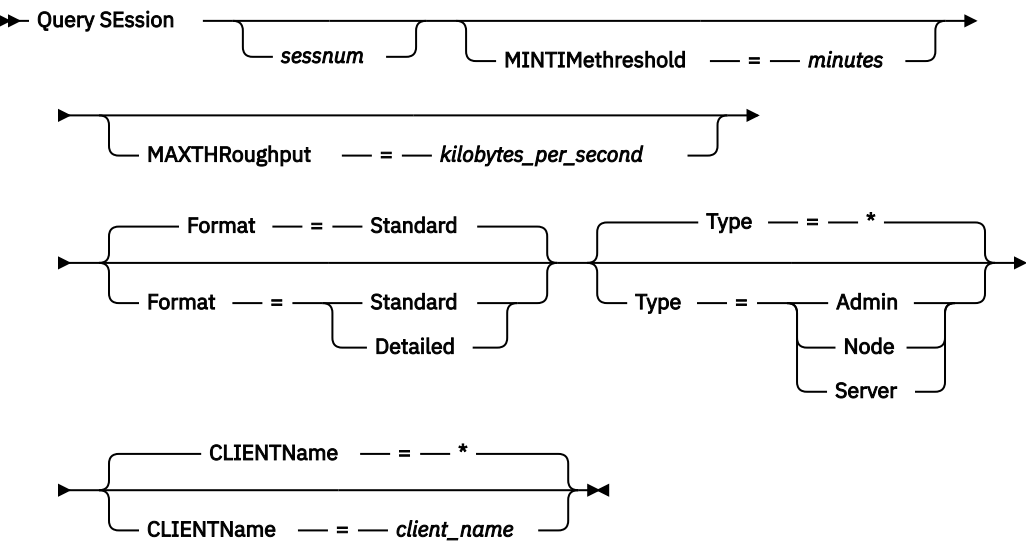 Query SEssion
sessnum
MINTIMethreshold = minutes
MAXTHRoughput = kilobytes_per_second
Format = Standard
Type = *
Format = Standard
Type = Admin
Detailed
Node
Server
CLIENTName = *
CLIENTName = client_name